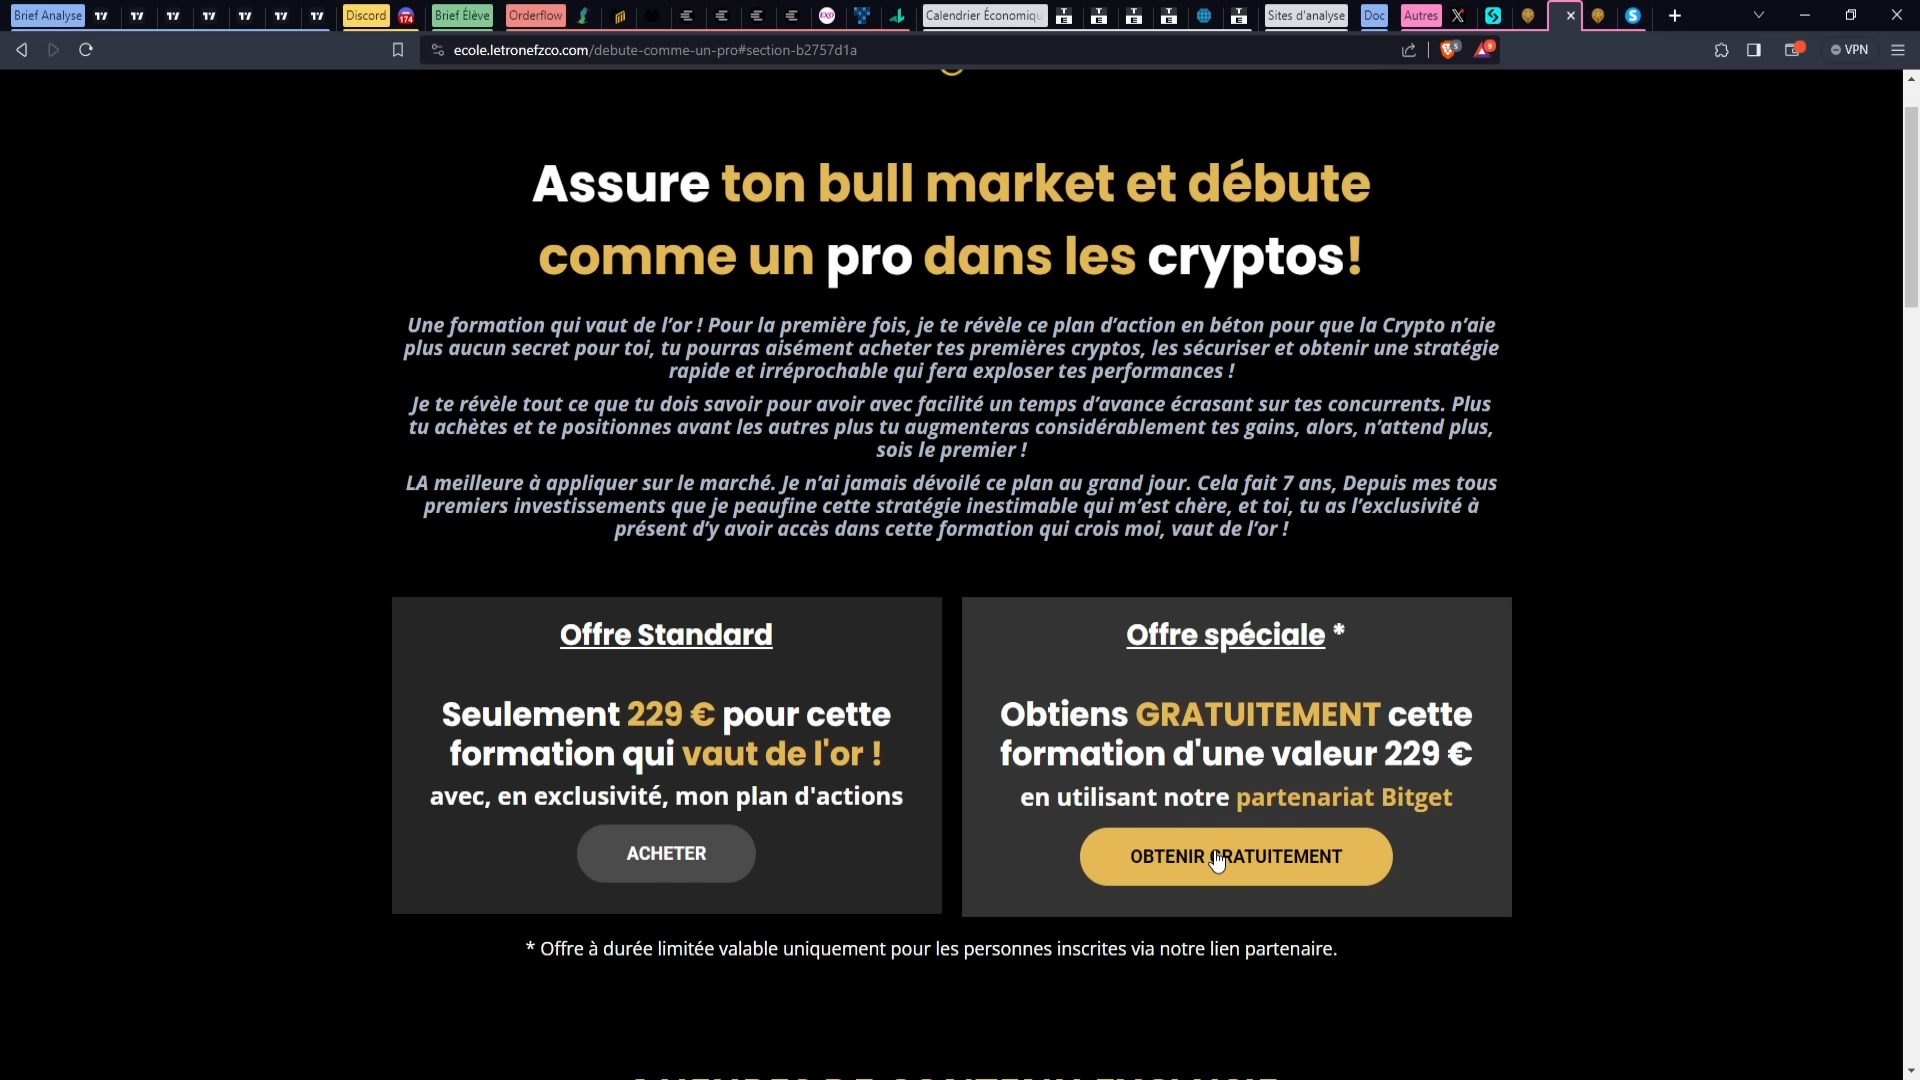 Brief Analyse
Discord
174
Brief Élève
Orderflow
EXO
Calendrier Économiqu
Sites d'analyse
Doc
Autres
ecole.letronefzco.com/debute-comme-un-pro#section-b2757d1a
5
9
VPN
Assure ton bull market et débute
comme un pro dans les cryptos!
Une formation qui vaut de l'or ! Pour la première fois, je te révèle ce plan d'action en béton pour que la Crypto n'aie
plus aucun secret pour toi, tu pourras aisément acheter tes premières cryptos, les sécuriser et obtenir une stratégie
rapide et irréprochable qui fera exploser tes performances !
Je te révèle tout ce que tu dois savoir pour avoir avec facilité un temps d'avance écrasant sur tes concurrents. Plus
tu achètes et te positionnes avant les autres plus tu augmenteras considérablement tes gains, alors, n'attend plus,
sois le premier !
LA meilleure à appliquer sur le marché. Je n'ai jamais dévoilé ce plan au grand jour. Cela fait 7 ans, Depuis mes tous
premiers investissements que je peaufine cette stratégie inestimable qui m'est chère, et toi, tu as l'exclusivité à
présent d'y avoir accès dans cette formation qui crois moi, vaut de l'or !
Offre Standard
Seulement 229 € pour cette
formation qui vaut de l'or !
avec, en exclusivité, mon plan d'actions
ACHETER
Offre spéciale *
Obtiens GRATUITEMENT cette
formation d'une valeur 229 €
en utilisant notre partenariat Bitget
OBTENIR GRATUITEMENT
* Offre à durée limitée valable uniquement pour les personnes inscrites via notre lien partenaire.